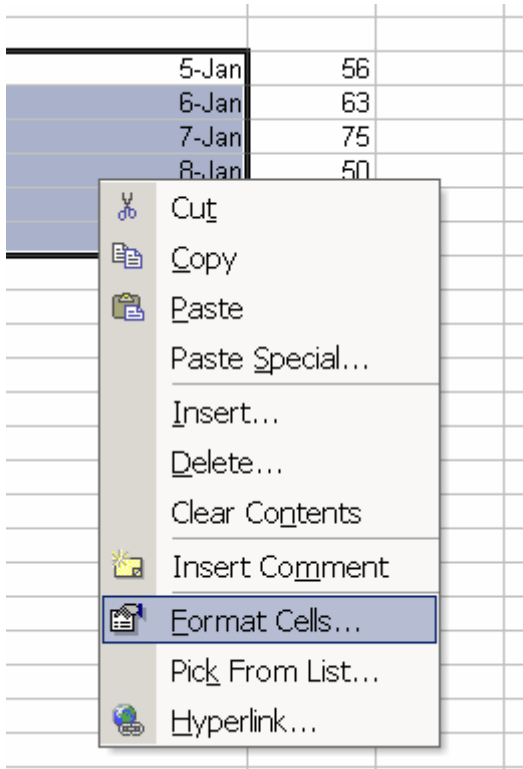 5-Jan 56
6-Jan 63
7-Jan 75
8-Jan 50
Cut
Copy
Paste
Paste Special...
Insert...
Delete...
Clear Contents
Insert Comment
Format Cells...
Pick From List...
Hyperlink...